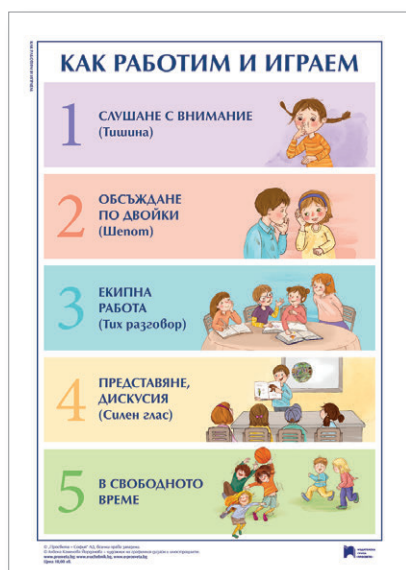 КАК РАБОТИМ И ИГРАЕМ
1
СЛУШАНЕ С ВНИМАНИЕ
(Тишина)
2
ОБСЪЖДАНЕ
ПО ДВОЙКИ
(Шепот)
3
ЕКИПНА
РАБОТА
(Тих разговор)
4
ПРЕДСТАВЯНЕ,
ДИСКУСИЯ
(Силен глас)
5
В СВОБОДНОТО
ВРЕМЕ